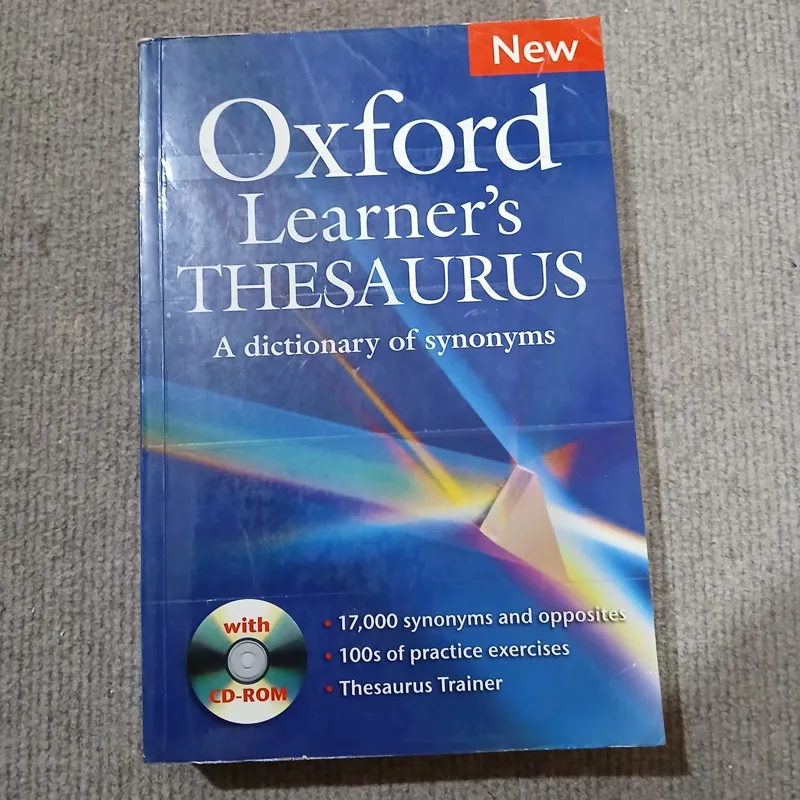 New
Oxford
Learner's
THESAURUS
A dictionary of synonyms
with
CD-ROM
• 17,000 synonyms and opposites
• 100s of practice exercises
• Thesaurus Trainer